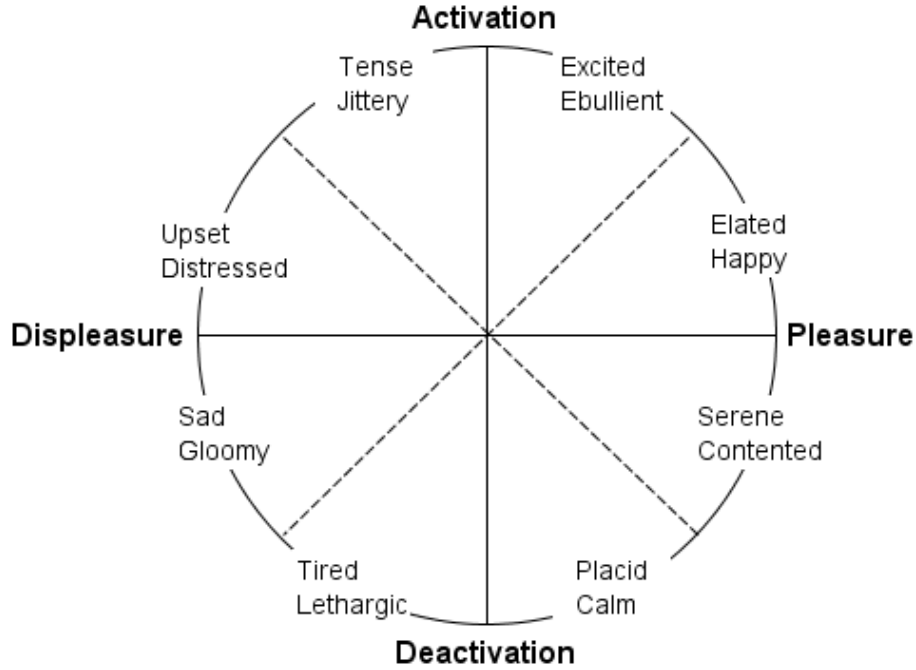 Activation
Tense
Jittery
Excited
Ebullient
Upset
Distressed
Elated
Happy
Displeasure
Pleasure
Sad
Gloomy
Serene
Contented
Tired
Lethargic
Placid
Calm
Deactivation